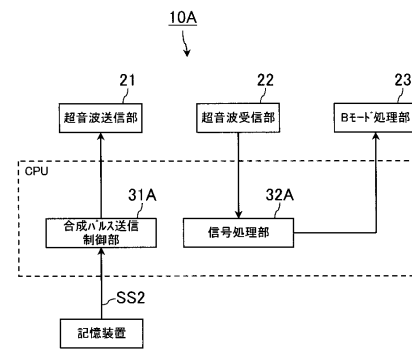 10A
21
22
23
超音波送信部
超音波受信部
Bモード処理部
CPU
31A
32A
合成パルス送信
制御部
信号処理部
SS2
記憶装置